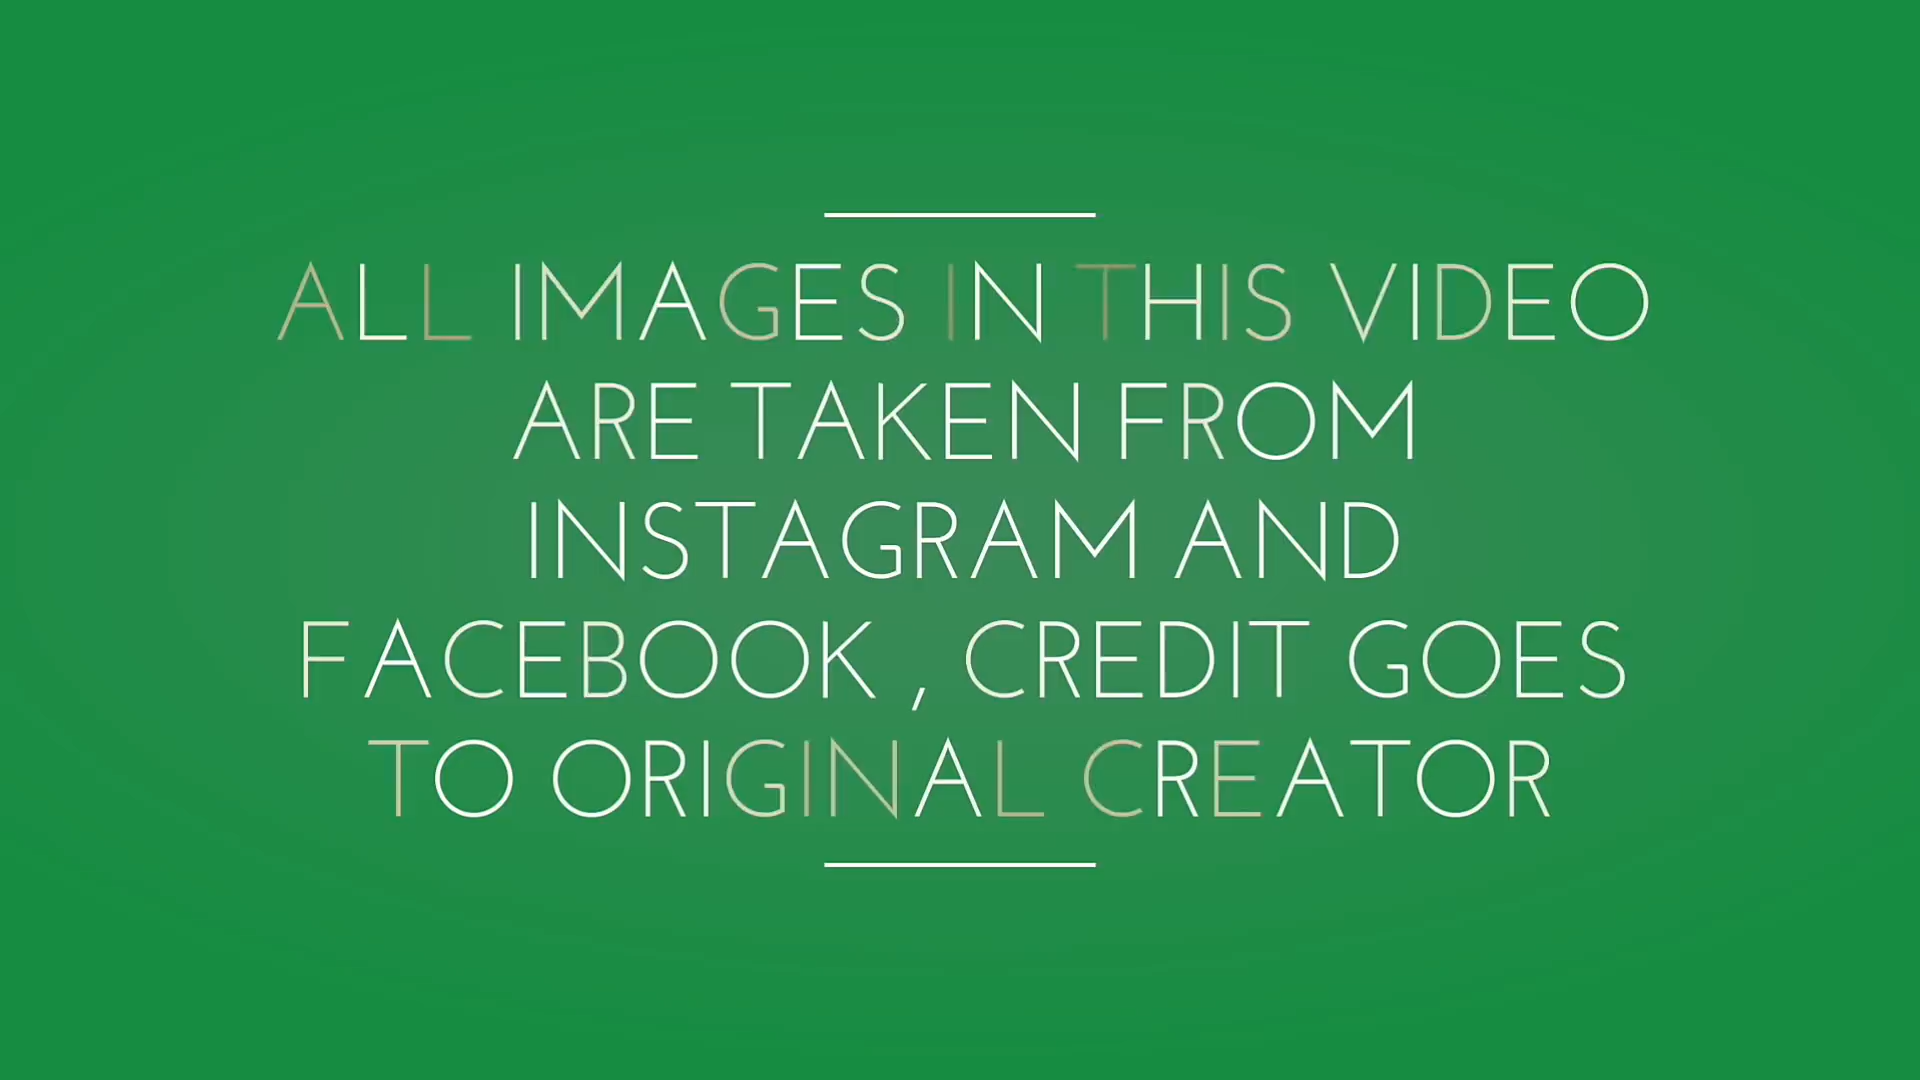 ALL IMAGES IN THIS VIDEO
ARE TAKEN FROM
INSTAGRAM AND
FACEBOOK , CREDIT GOES
TO ORIGINAL CREATOR